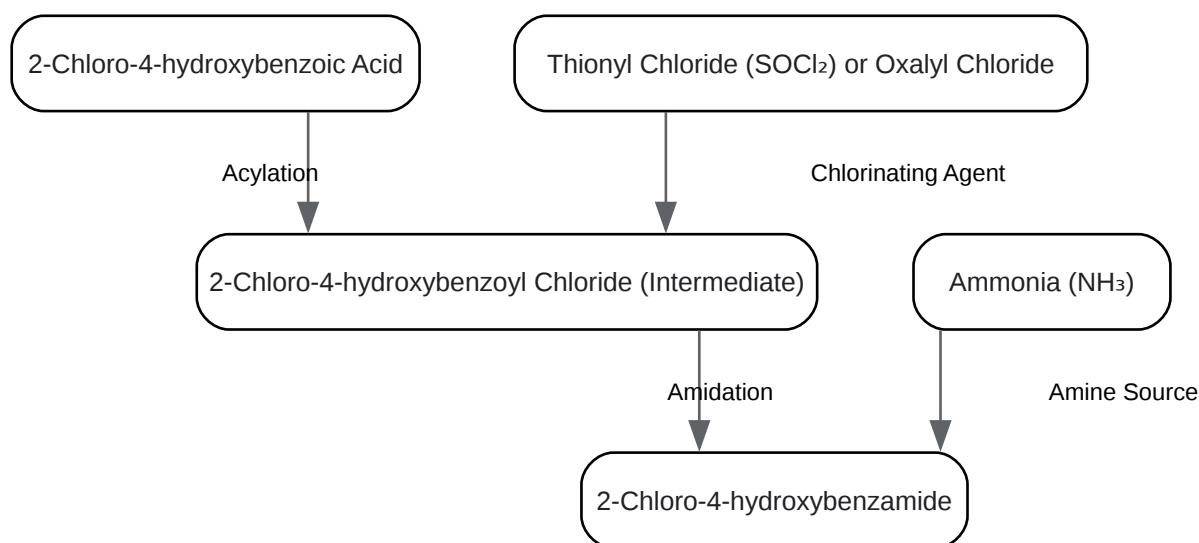 2-Chloro-4-hydroxybenzoic Acid
Thionyl Chloride (SOCl₂) or Oxalyl Chloride
Acylation
Chlorinating Agent
2-Chloro-4-hydroxybenzoyl Chloride (Intermediate)
Ammonia (NH₃)
Amidation
Amine Source
2-Chloro-4-hydroxybenzamide